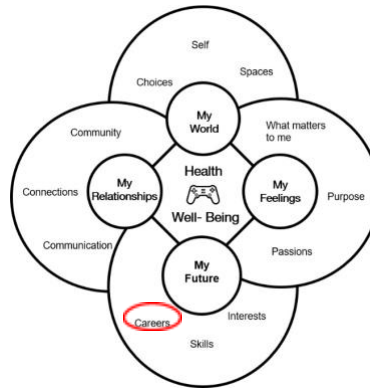 Self
Spaces
Choices
My
World
Community
What matters
to me
Health
My
Relationships
My
Feelings
Connections
Purpose
Well- Being
Communication
Passions
My
Future
Careers
Interests
Skills